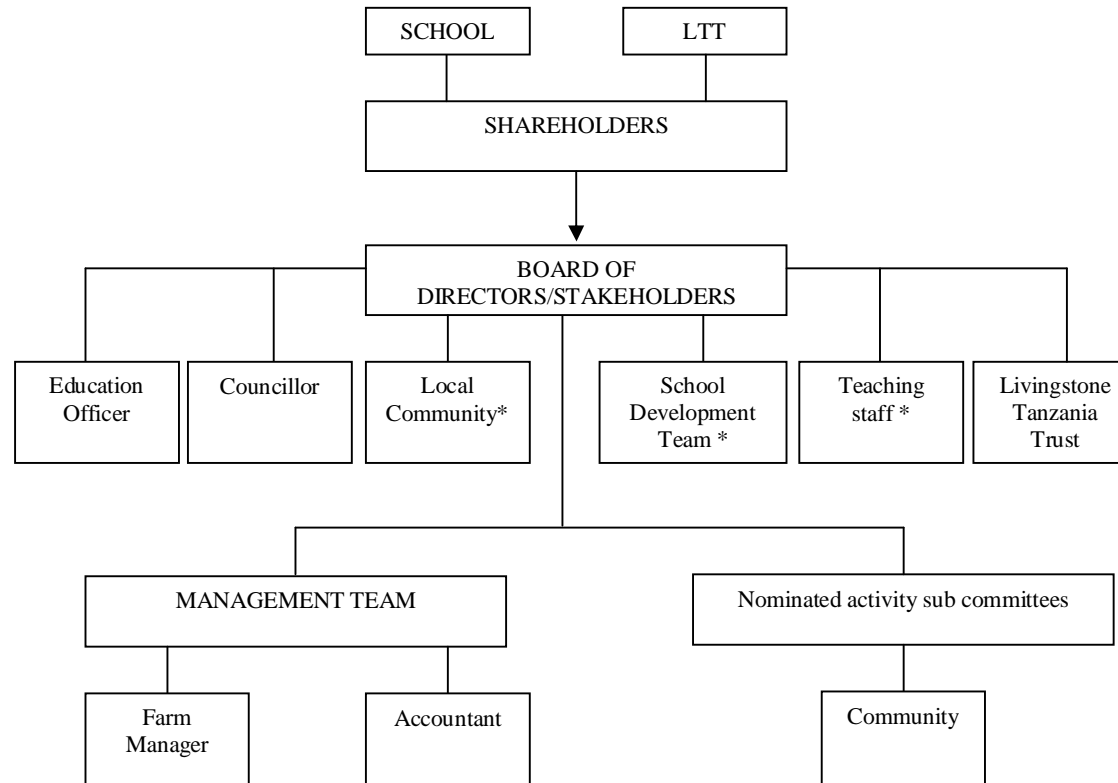 SCHOOL
LTT
SHAREHOLDERS
BOARD OF
DIRECTORS/STAKEHOLDERS
Education
Officer
Councillor
Local
Community*
School
Development
Team *
Teaching
staff *
Livingstone
Tanzania
Trust
MANAGEMENT TEAM
Nominated activity sub committees
Farm
Manager
Accountant
Community